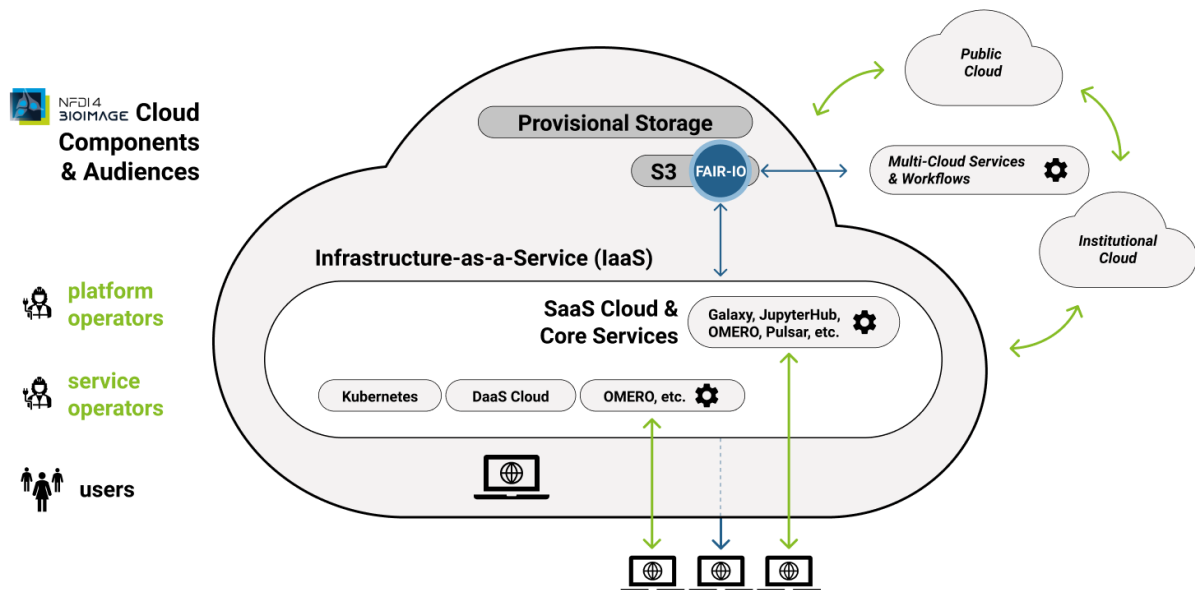 NFDI4
BIOIMAGE Cloud
Components
& Audiences
Public
Cloud
Provisional Storage
S3 FAIR-IO
Multi-Cloud Services
& Workflows
Institutional
Cloud
Infrastructure-as-a-Service (IaaS)
platform
operators
SaaS Cloud &
Core Services
Galaxy, JupyterHub,
OMERO, Pulsar, etc.
service
operators
Kubernetes
DaaS Cloud
OMERO, etc.
users